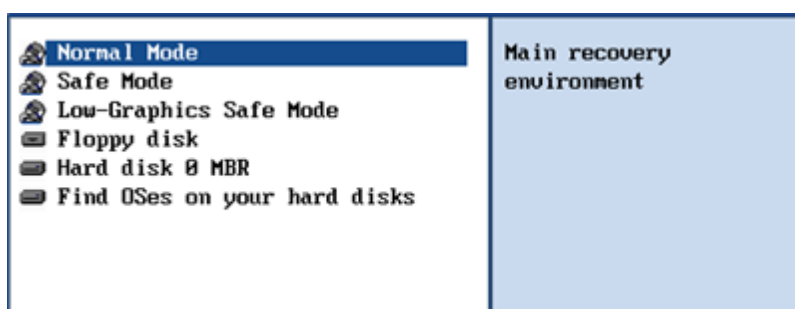 Normal Mode
Safe Mode
Low-Graphics Safe Mode
Floppy disk
Hard disk 0 MBR
Find OSes on your hard disks
Main recovery
environment